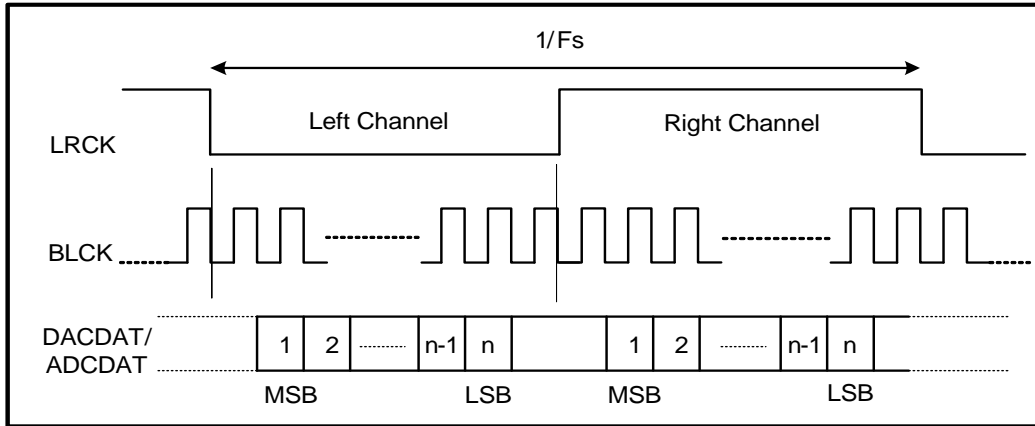 1/Fs
Left Channel
Right Channel
LRCK
BLCK
DACDAT/
ADCDAT
1 2 n-1 n 1 2 n-1 n
MSB LSB MSB LSB